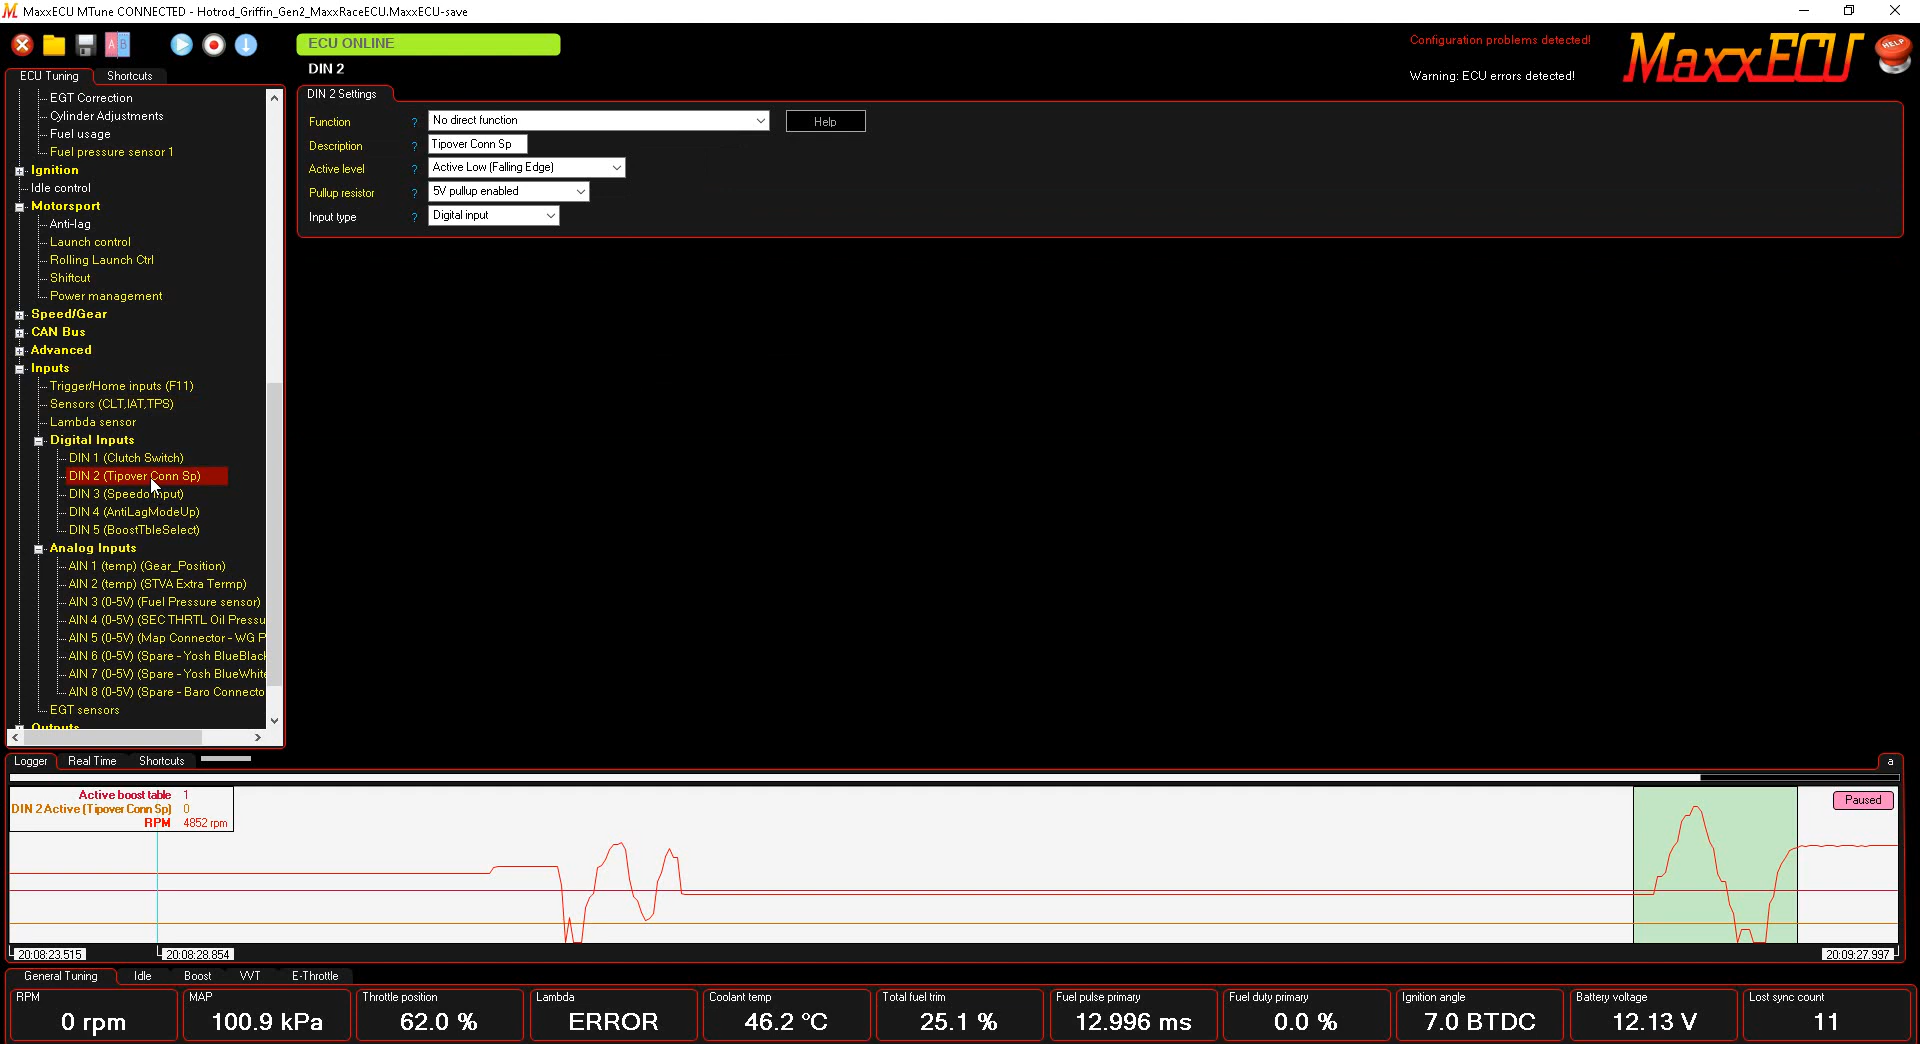 MaxxECU MTune CONNECTED - Hotrod_Griffin_Gen2_MaxxRaceECU.MaxxECU-save
A B
ECU ONLINE
Configuration problems detected!
Warning: ECU errors detected!
MaxxECU
HELP
DIN 2
ECU Tuning
Shortcuts
EGT Correction
Cylinder Adjustments
Fuel usage
Fuel pressure sensor 1
Ignition
Idle control
Motorsport
Anti-lag
Launch control
Rolling Launch Ctrl
Shiftcut
Power management
Speed/Gear
CAN Bus
Advanced
Inputs
Trigger/Home inputs (F11)
Sensors (CLT,IAT,TPS)
Lambda sensor
Digital Inputs
DIN 1 (Clutch Switch)
DIN 2 (Tipover Conn Sp)
DIN 3 (Speedo Input)
DIN 4 (AntiLagModeUp)
DIN 5 (BoostTbleSelect)
Analog Inputs
AIN 1 (temp) (Gear_Position)
AIN 2 (temp) (STVA Extra Termp)
AIN 3 (0-5V) (Fuel Pressure sensor)
AIN 4 (0-5V) (SEC THRTL Oil Pressu
AIN 5 (0-5V) (Map Connector - WG P
AIN 6 (0-5V) (Spare - Yosh BlueBlack
AIN 7 (0-5V) (Spare - Yosh BlueWhite
AIN 8 (0-5V) (Spare - Baro Connecto
EGT sensors
Outputs
DIN 2 Settings
Function ? No direct function Help
Description ? Tipover Conn Sp
Active level ? Active Low (Falling Edge)
Pullup resistor ? 5V pullup enabled
Input type ? Digital input
Logger Real Time Shortcuts a
Active boost table 1
DIN 2 Active (Tipover Conn Sp) 0
RPM 4852 rpm
Paused
20:08:23.515 20:08:28.854 20:09:27.997
General Tuning Idle Boost VVT E-Throttle
RPM MAP Throttle position Lambda Coolant temp Total fuel trim Fuel pulse primary Fuel duty primary Ignition angle Battery voltage Lost sync count
0 rpm 100.9 kPa 62.0 % ERROR 46.2 °C 25.1 % 12.996 ms 0.0 % 7.0 BTDC 12.13 V 11